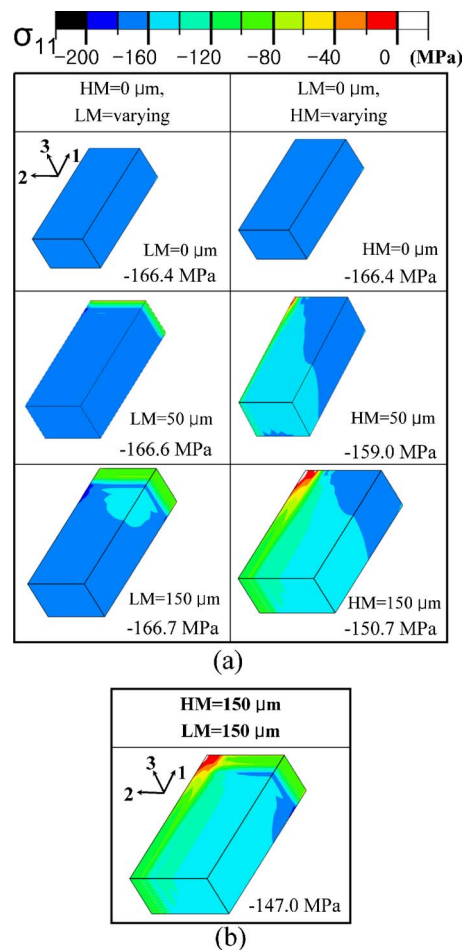 σ11
−200 −160 −120 −80 −40 0 (MPa)
HM=0 μm,
LM=varying
LM=0 μm,
HM=varying
3
1
2
LM=0 μm
-166.4 MPa
HM=0 μm
-166.4 MPa
LM=50 μm
-166.6 MPa
HM=50 μm
-159.0 MPa
LM=150 μm
-166.7 MPa
HM=150 μm
-150.7 MPa
(a)
HM=150 μm
LM=150 μm
3
1
2
-147.0 MPa
(b)